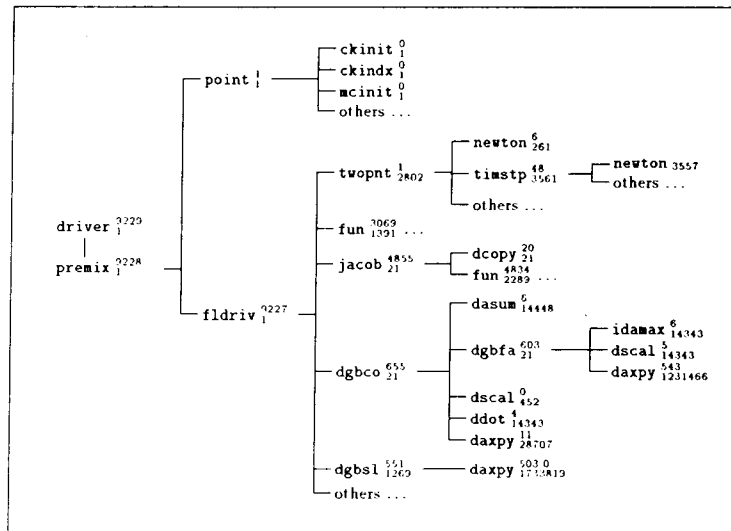 ckinit 0 1
ckindx 0 1
point 1 1
mcinit 0 1
others ...
newton 6 261
twopnt 1 2802
timstp 48 3561
newton 3557
others ...
others ...
driver 9229 1
fun 3069 1391 ...
premix 9228 1
jacob 4855 21
dcopy 20 21
fun 4834 2289 ...
fldriv 9227 1
dasum 6 14448
idamax 6 14343
dgbfa 603 21
dscal 5 14343
dgbco 655 21
daxpy 543 1231466
dscal 0 452
ddot 4 14343
daxpy 11 28707
dgbsl 551 1269
daxpy 503.0
others ...